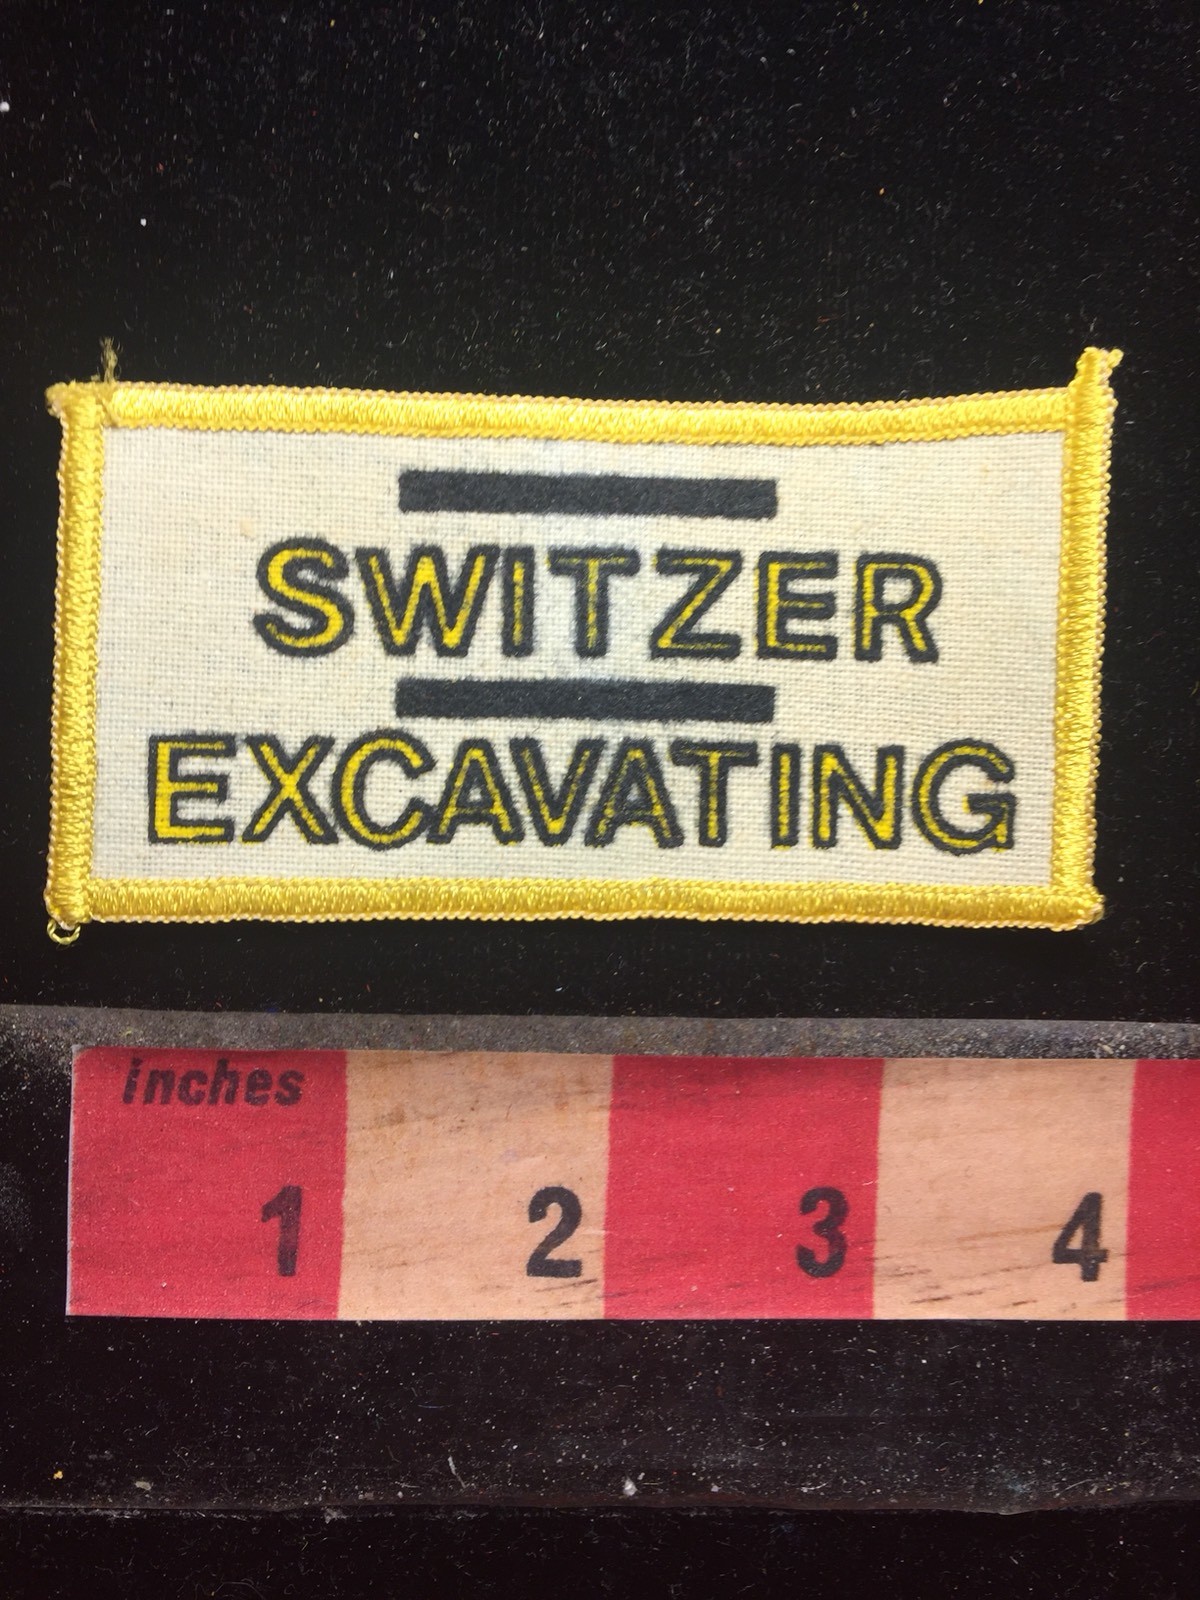 SWITZER
EXCAVATING
inches
1 2 3 4